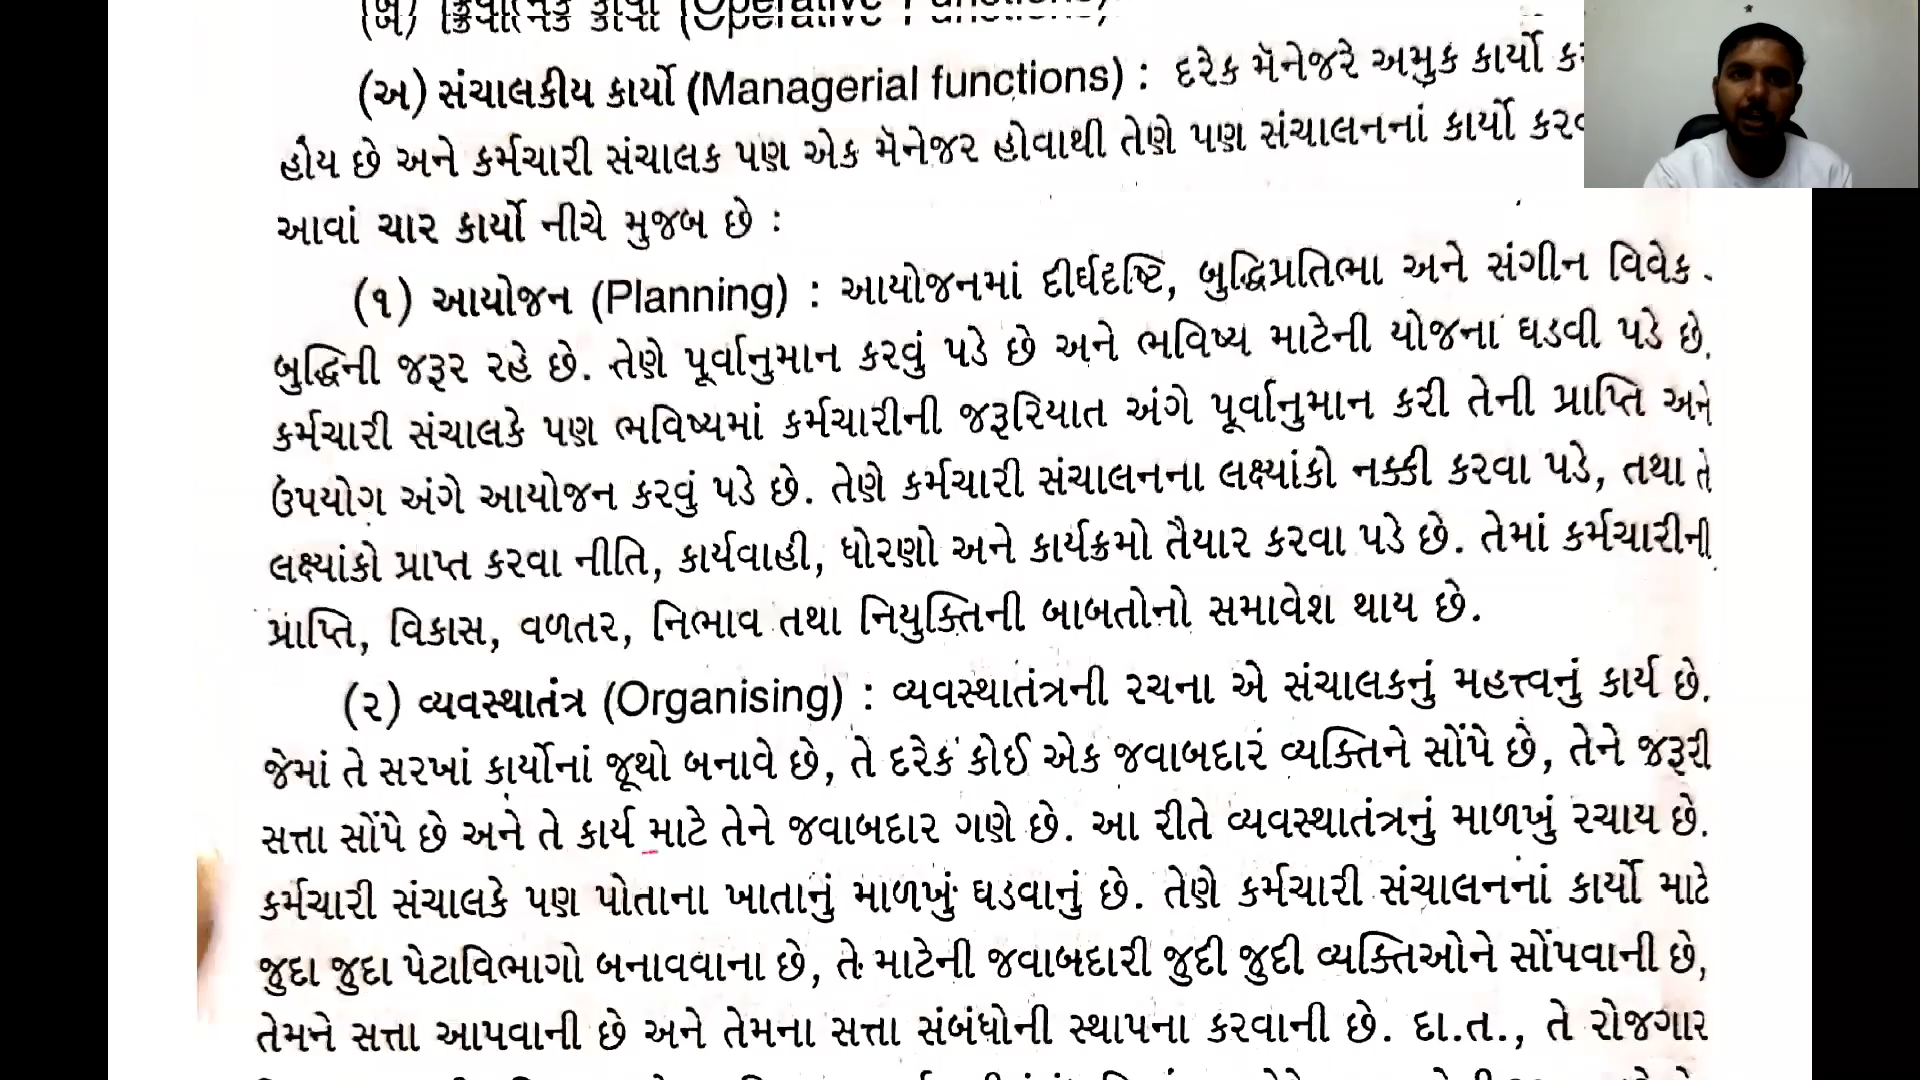 (બ) ક્રિયાત્મક કાર્યો (Operative Functions)
(અ) સંચાલકીય કાર્યો (Managerial functions) : દરેક મૅનેજરે અમુક કાર્યો
હોય છે અને કર્મચારી સંચાલક પણ એક મૅનેજર હોવાથી તેણે પણ સંચાલનનાં કાર્યો
આવાં ચાર કાર્યો નીચે મુજબ છે :
(૧) આયોજન (Planning) : આયોજનમાં દીર્ઘદૃષ્ટિ, બુદ્ધિપ્રતિભા અને સંગીન વિવેક
બુદ્ધિની જરૂર રહે છે. તેણે પૂર્વાનુમાન કરવું પડે છે અને ભવિષ્ય માટેની યોજના ઘડવી પડે છે.
કર્મચારી સંચાલકે પણ ભવિષ્યમાં કર્મચારીની જરૂરિયાત અંગે પૂર્વાનુમાન કરી તેની પ્રાપ્તિ અને
ઉપયોગ અંગે આયોજન કરવું પડે છે. તેણે કર્મચારી સંચાલનના લક્ષ્યાંકો નક્કી કરવા પડે, તથા તે
લક્ષ્યાંકો પ્રાપ્ત કરવા નીતિ, કાર્યવાહી, ધોરણો અને કાર્યક્રમો તૈયાર કરવા પડે છે. તેમાં કર્મચારીની
પ્રાપ્તિ, વિકાસ, વળતર, નિભાવ તથા નિયુક્તિની બાબતોનો સમાવેશ થાય છે.
(૨) વ્યવસ્થાતંત્ર (Organising) : વ્યવસ્થાતંત્રની રચના એ સંચાલકનું મહત્ત્વનું કાર્ય છે.
જેમાં તે સરખાં કાર્યોનાં જૂથો બનાવે છે, તે દરેક કોઈ એક જવાબદાર વ્યક્તિને સોંપે છે, તેને જરૂરી
સત્તા સોંપે છે અને તે કાર્ય માટે તેને જવાબદાર ગણે છે. આ રીતે વ્યવસ્થાતંત્રનું માળખું રચાય છે.
કર્મચારી સંચાલકે પણ પોતાના ખાતાનું માળખું ઘડવાનું છે. તેણે કર્મચારી સંચાલનનાં કાર્યો માટે
જુદા જુદા પેટાવિભાગો બનાવવાના છે, તે માટેની જવાબદારી જુદી જુદી વ્યક્તિઓને સોંપવાની છે,
તેમને સત્તા આપવાની છે અને તેમના સત્તા સંબંધોની સ્થાપના કરવાની છે. દા.ત., તે રોજગાર